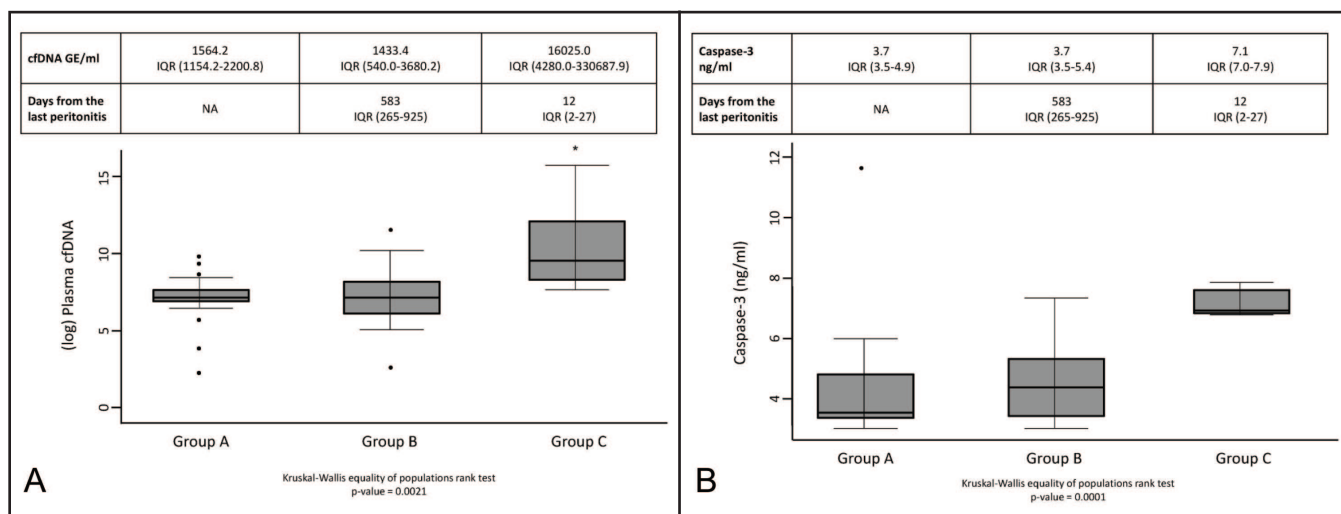 cfDNA GE/ml
1564.2
IQR (1154.2-2200.8)
1433.4
IQR (540.0-3680.2)
16025.0
IQR (4280.0-330687.9)
Days from the
last peritonitis
NA
583
IQR (265-925)
12
IQR (2-27)
*
(log) Plasma cfDNA
15
10
5
0
Group A
Group B
Group C
Kruskal-Wallis equality of populations rank test
p-value = 0.0021
A
Caspase-3
ng/ml
3.7
IQR (3.5-4.9)
3.7
IQR (3.5-5.4)
7.1
IQR (7.0-7.9)
Days from the
last peritonitis
NA
583
IQR (265-925)
12
IQR (2-27)
Caspase-3 (ng/ml)
12
10
8
6
4
Group A
Group B
Group C
Kruskal-Wallis equality of populations rank test
p-value = 0.0001
B